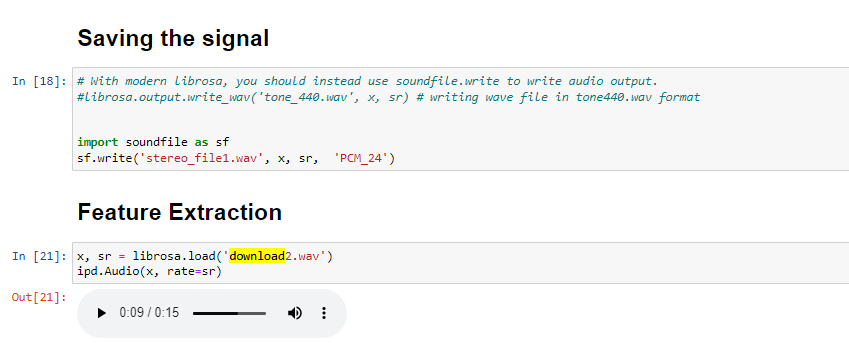 Saving the signal
In [18]: # With modern librosa, you should instead use soundfile.write to write audio output.
#librosa.output.write_wav('tone_440.wav', x, sr) # writing wave file in tone440.wav format
import soundfile as sf
sf.write('stereo_file1.wav', x, sr,  'PCM_24')
Feature Extraction
In [21]: x, sr = librosa.load('download2.wav')
ipd.Audio(x, rate=sr)
Out[21]:
0:09 / 0:15